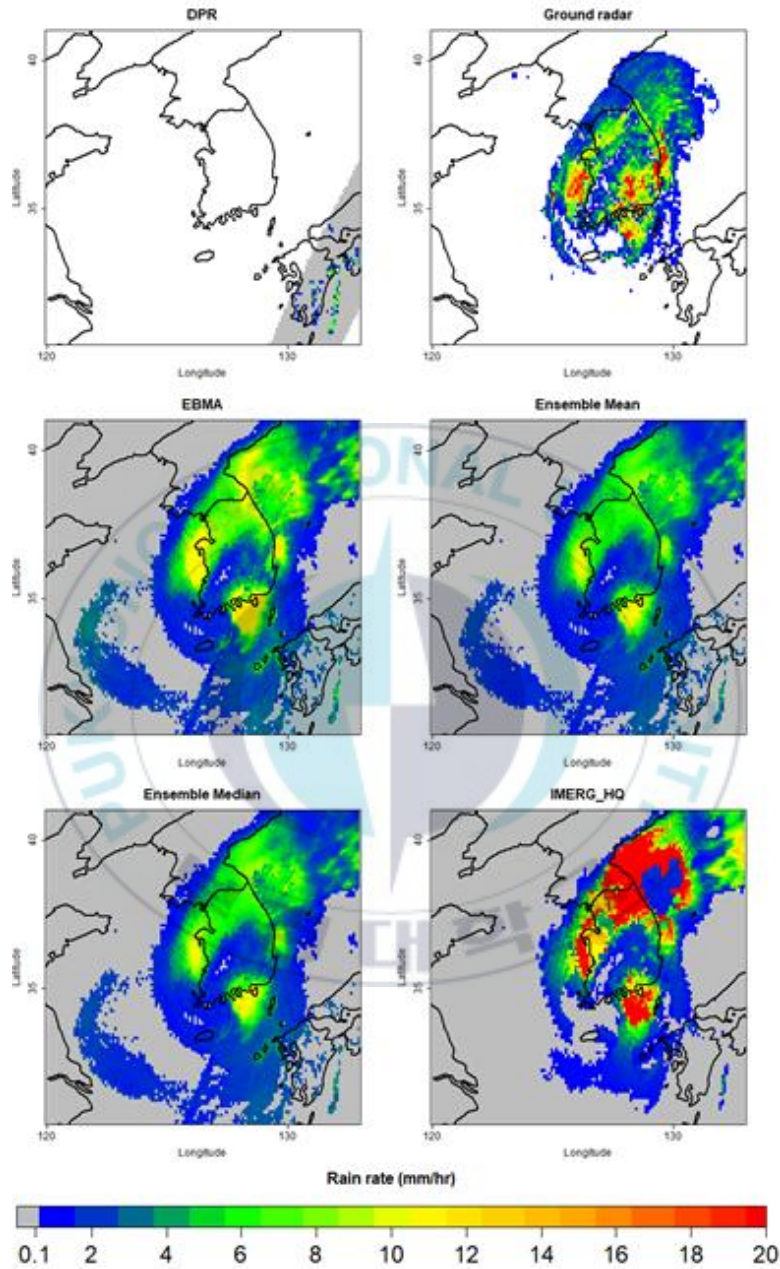 DPR
Ground radar
40
35
120
130
Latitude
Longitude
40
35
120
130
Latitude
Longitude
EBMA
Ensemble Mean
40
35
120
130
Latitude
Longitude
40
35
120
130
Latitude
Longitude
Ensemble Median
IMERG_HQ
40
35
120
130
Latitude
Longitude
40
35
120
130
Latitude
Longitude
Rain rate (mm/hr)
0.1 2 4 6 8 10 12 14 16 18 20